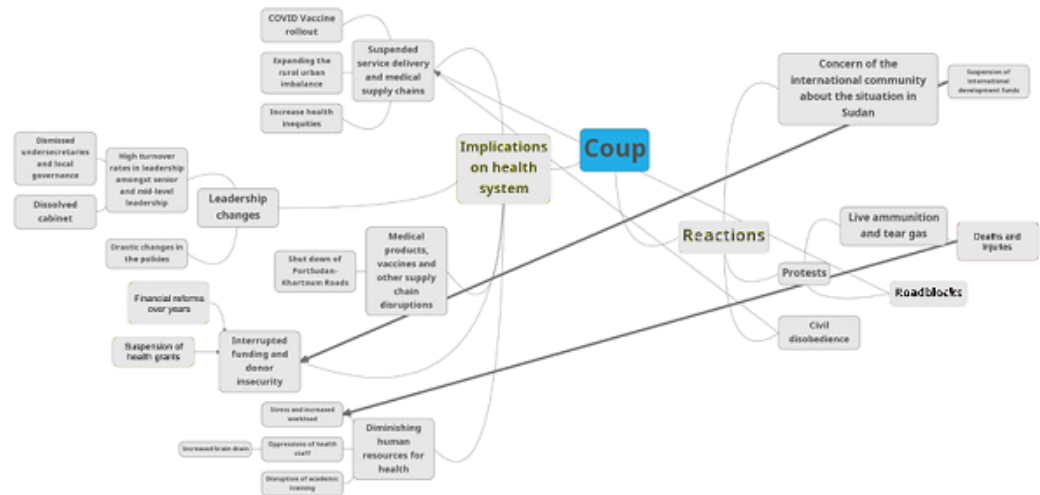 COVID Vaccine
rollout
Expanding the
rural urban
imbalance
Increase health
inequities
Suspended
service delivery
and medical
supply chains
Dismissed
undersecretaries
and local
governance
Dissolved
cabinet
High turnover
rates in leadership
amongst senior
and mid-level
leadership
Drastic changes in
the policies
Leadership
changes
Implications
on health
system
Coup
Shut down of
PortSudan-
Khartoum Roads
Medical
products,
vaccines and
other supply
chain
disruptions
Financial reforms
over years
Suspension of
health grants
Interrupted
funding and
donor
insecurity
Stress and increased
workload
Increased brain drain
Oppressions of health
staff
Disruption of academic
training
Diminishing
human
resources for
health
Concern of the
international community
about the situation in
Sudan
Suspension of
international
development funds
Reactions
Live ammunition
and tear gas
Deaths and
Injuries
Protests
Roadblocks
Civil
disobedience